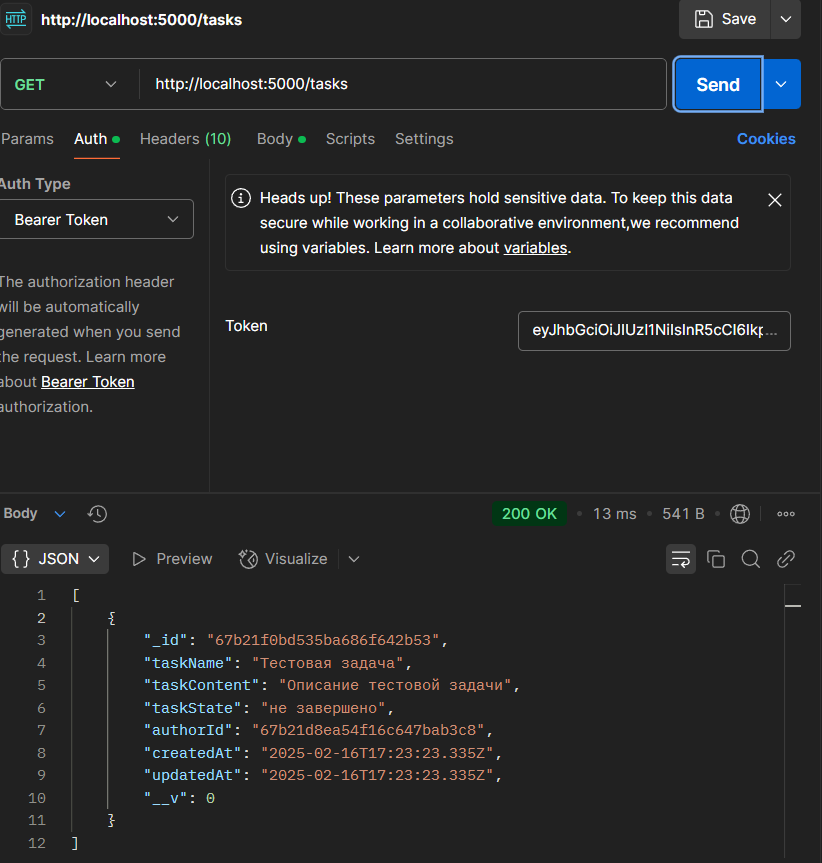 HTTP http://localhost:5000/tasks Save
GET http://localhost:5000/tasks Send
Params Auth Headers (10) Body Scripts Settings Cookies
Auth Type
Bearer Token
The authorization header
will be automatically
generated when you send
the request. Learn more
about Bearer Token
authorization.
Heads up! These parameters hold sensitive data. To keep this data
secure while working in a collaborative environment,we recommend
using variables. Learn more about variables.
Token eyJhbGciOiJIUzI1NiIsInR5cCI6Ikp...
Body 200 OK • 13 ms • 541 B •
{} JSON Preview Visualize
1 [
2 {
3 "_id": "67b21f0bd535ba686f642b53",
4 "taskName": "Тестовая задача",
5 "taskContent": "Описание тестовой задачи",
6 "taskState": "не завершено",
7 "authorId": "67b21d8ea54f16c647bab3c8",
8 "createdAt": "2025-02-16T17:23:23.335Z",
9 "updatedAt": "2025-02-16T17:23:23.335Z",
10 "__v": 0
11 }
12 ]